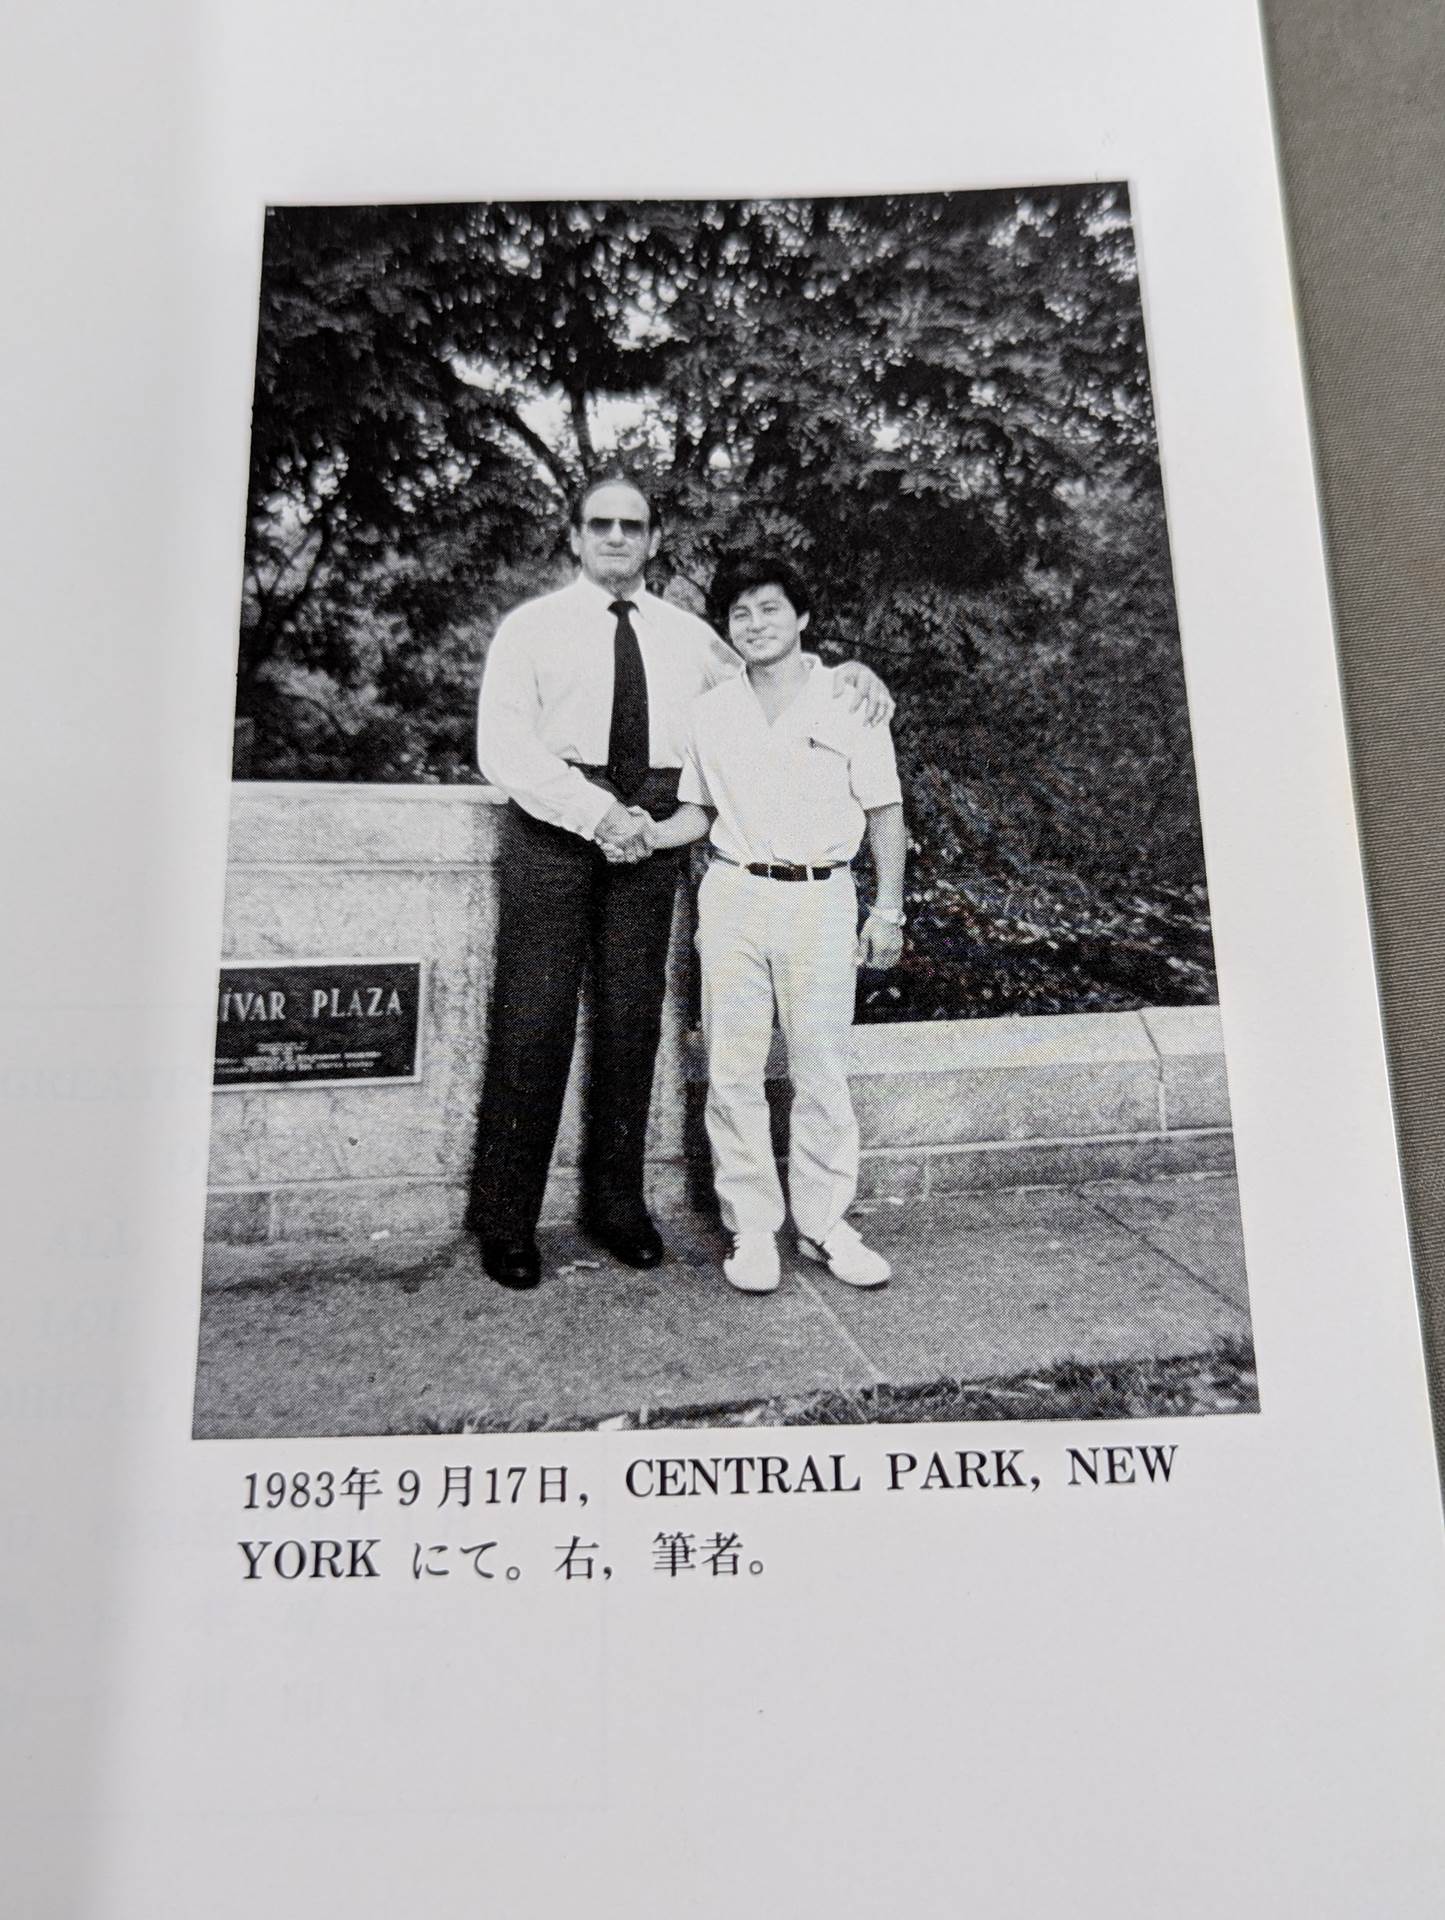 ÍVAR PLAZA
1983年9月17日, CENTRAL PARK, NEW
YORK にて。右, 筆者。